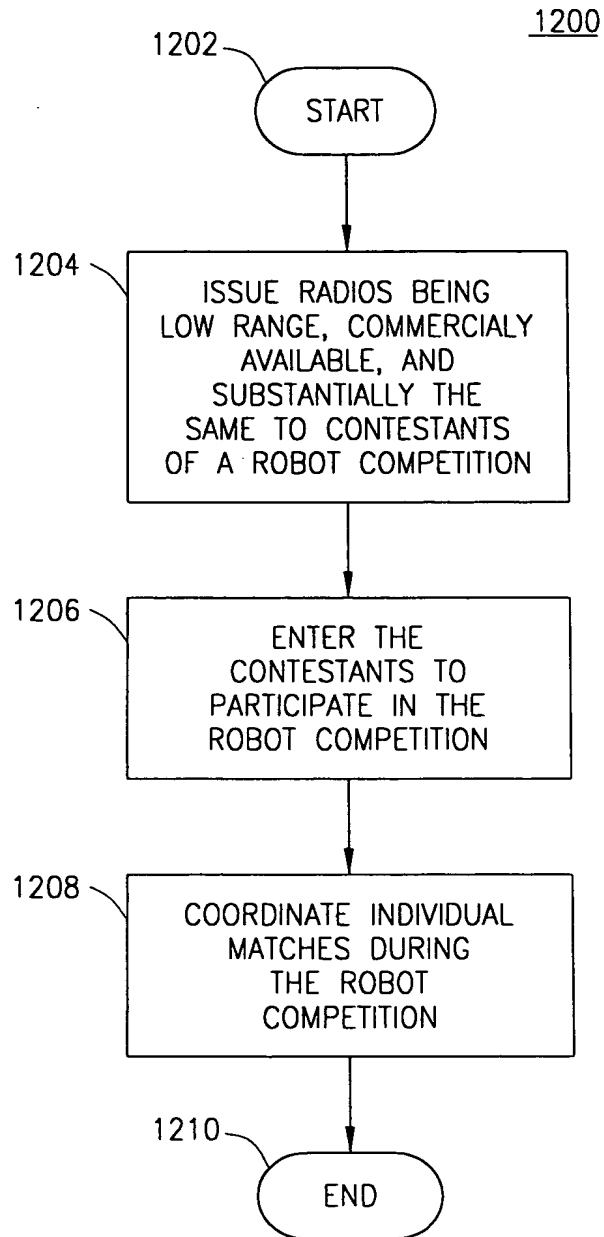 1200
1202
START
1204
ISSUE RADIOS BEING
LOW RANGE, COMMERCIALY
AVAILABLE, AND
SUBSTANTIALLY THE
SAME TO CONTESTANTS
OF A ROBOT COMPETITION
1206
ENTER THE
CONTESTANTS TO
PARTICIPATE IN THE
ROBOT COMPETITION
1208
COORDINATE INDIVIDUAL
MATCHES DURING
THE ROBOT
COMPETITION
1210
END